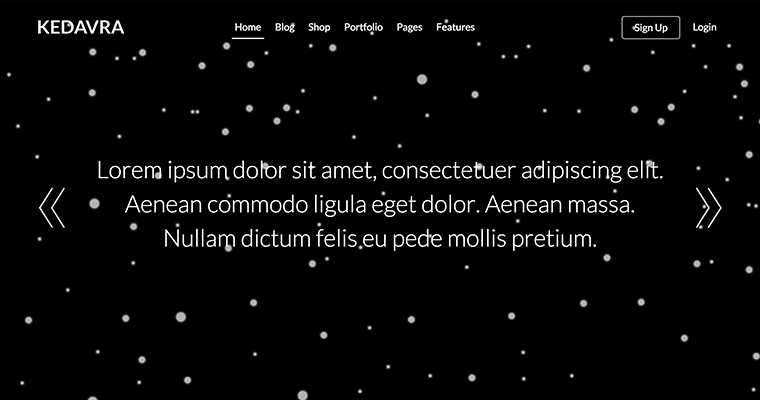 KEDAVRA Home Blog Shop Portfolio Pages Features Sign Up Login
Lorem ipsum dolor sit amet, consectetuer adipiscing elit.
Aenean commodo ligula eget dolor. Aenean massa.
Nullam dictum felis eu pede mollis pretium.